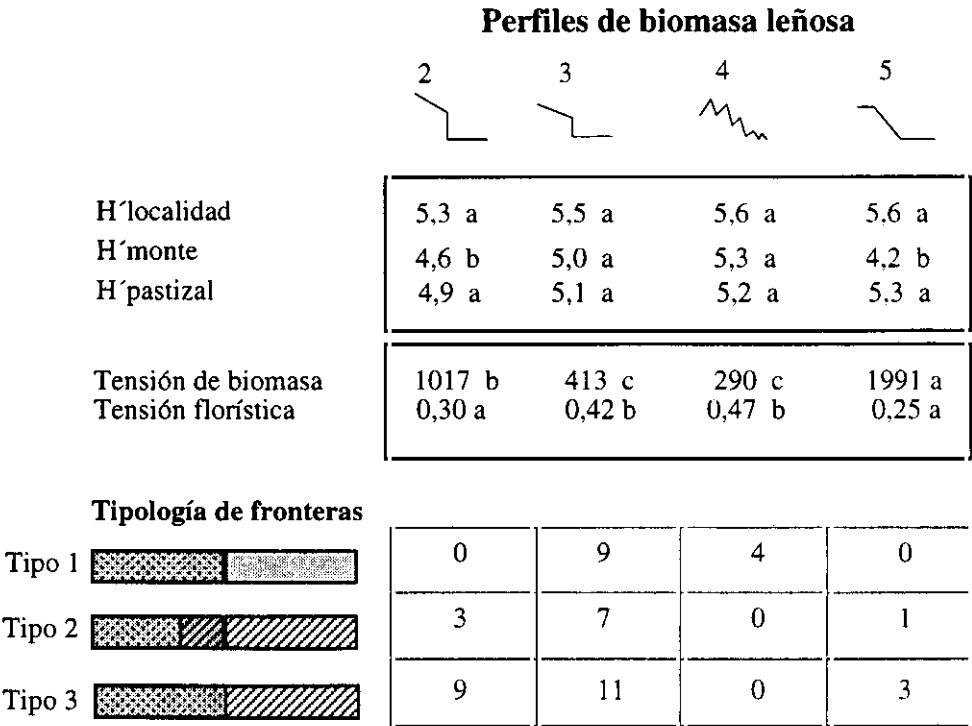 Perfiles de biomasa leñosa
2 3 4 5
H´localidad 5,3 a 5,5 a 5,6 a 5,6 a
H´monte 4,6 b 5,0 a 5,3 a 4,2 b
H´pastizal 4,9 a 5,1 a 5,2 a 5,3 a
Tensión de biomasa 1017 b 413 c 290 c 1991 a
Tensión florística 0,30 a 0,42 b 0,47 b 0,25 a
Tipología de fronteras
Tipo 1 0 9 4 0
Tipo 2 3 7 0 1
Tipo 3 9 11 0 3